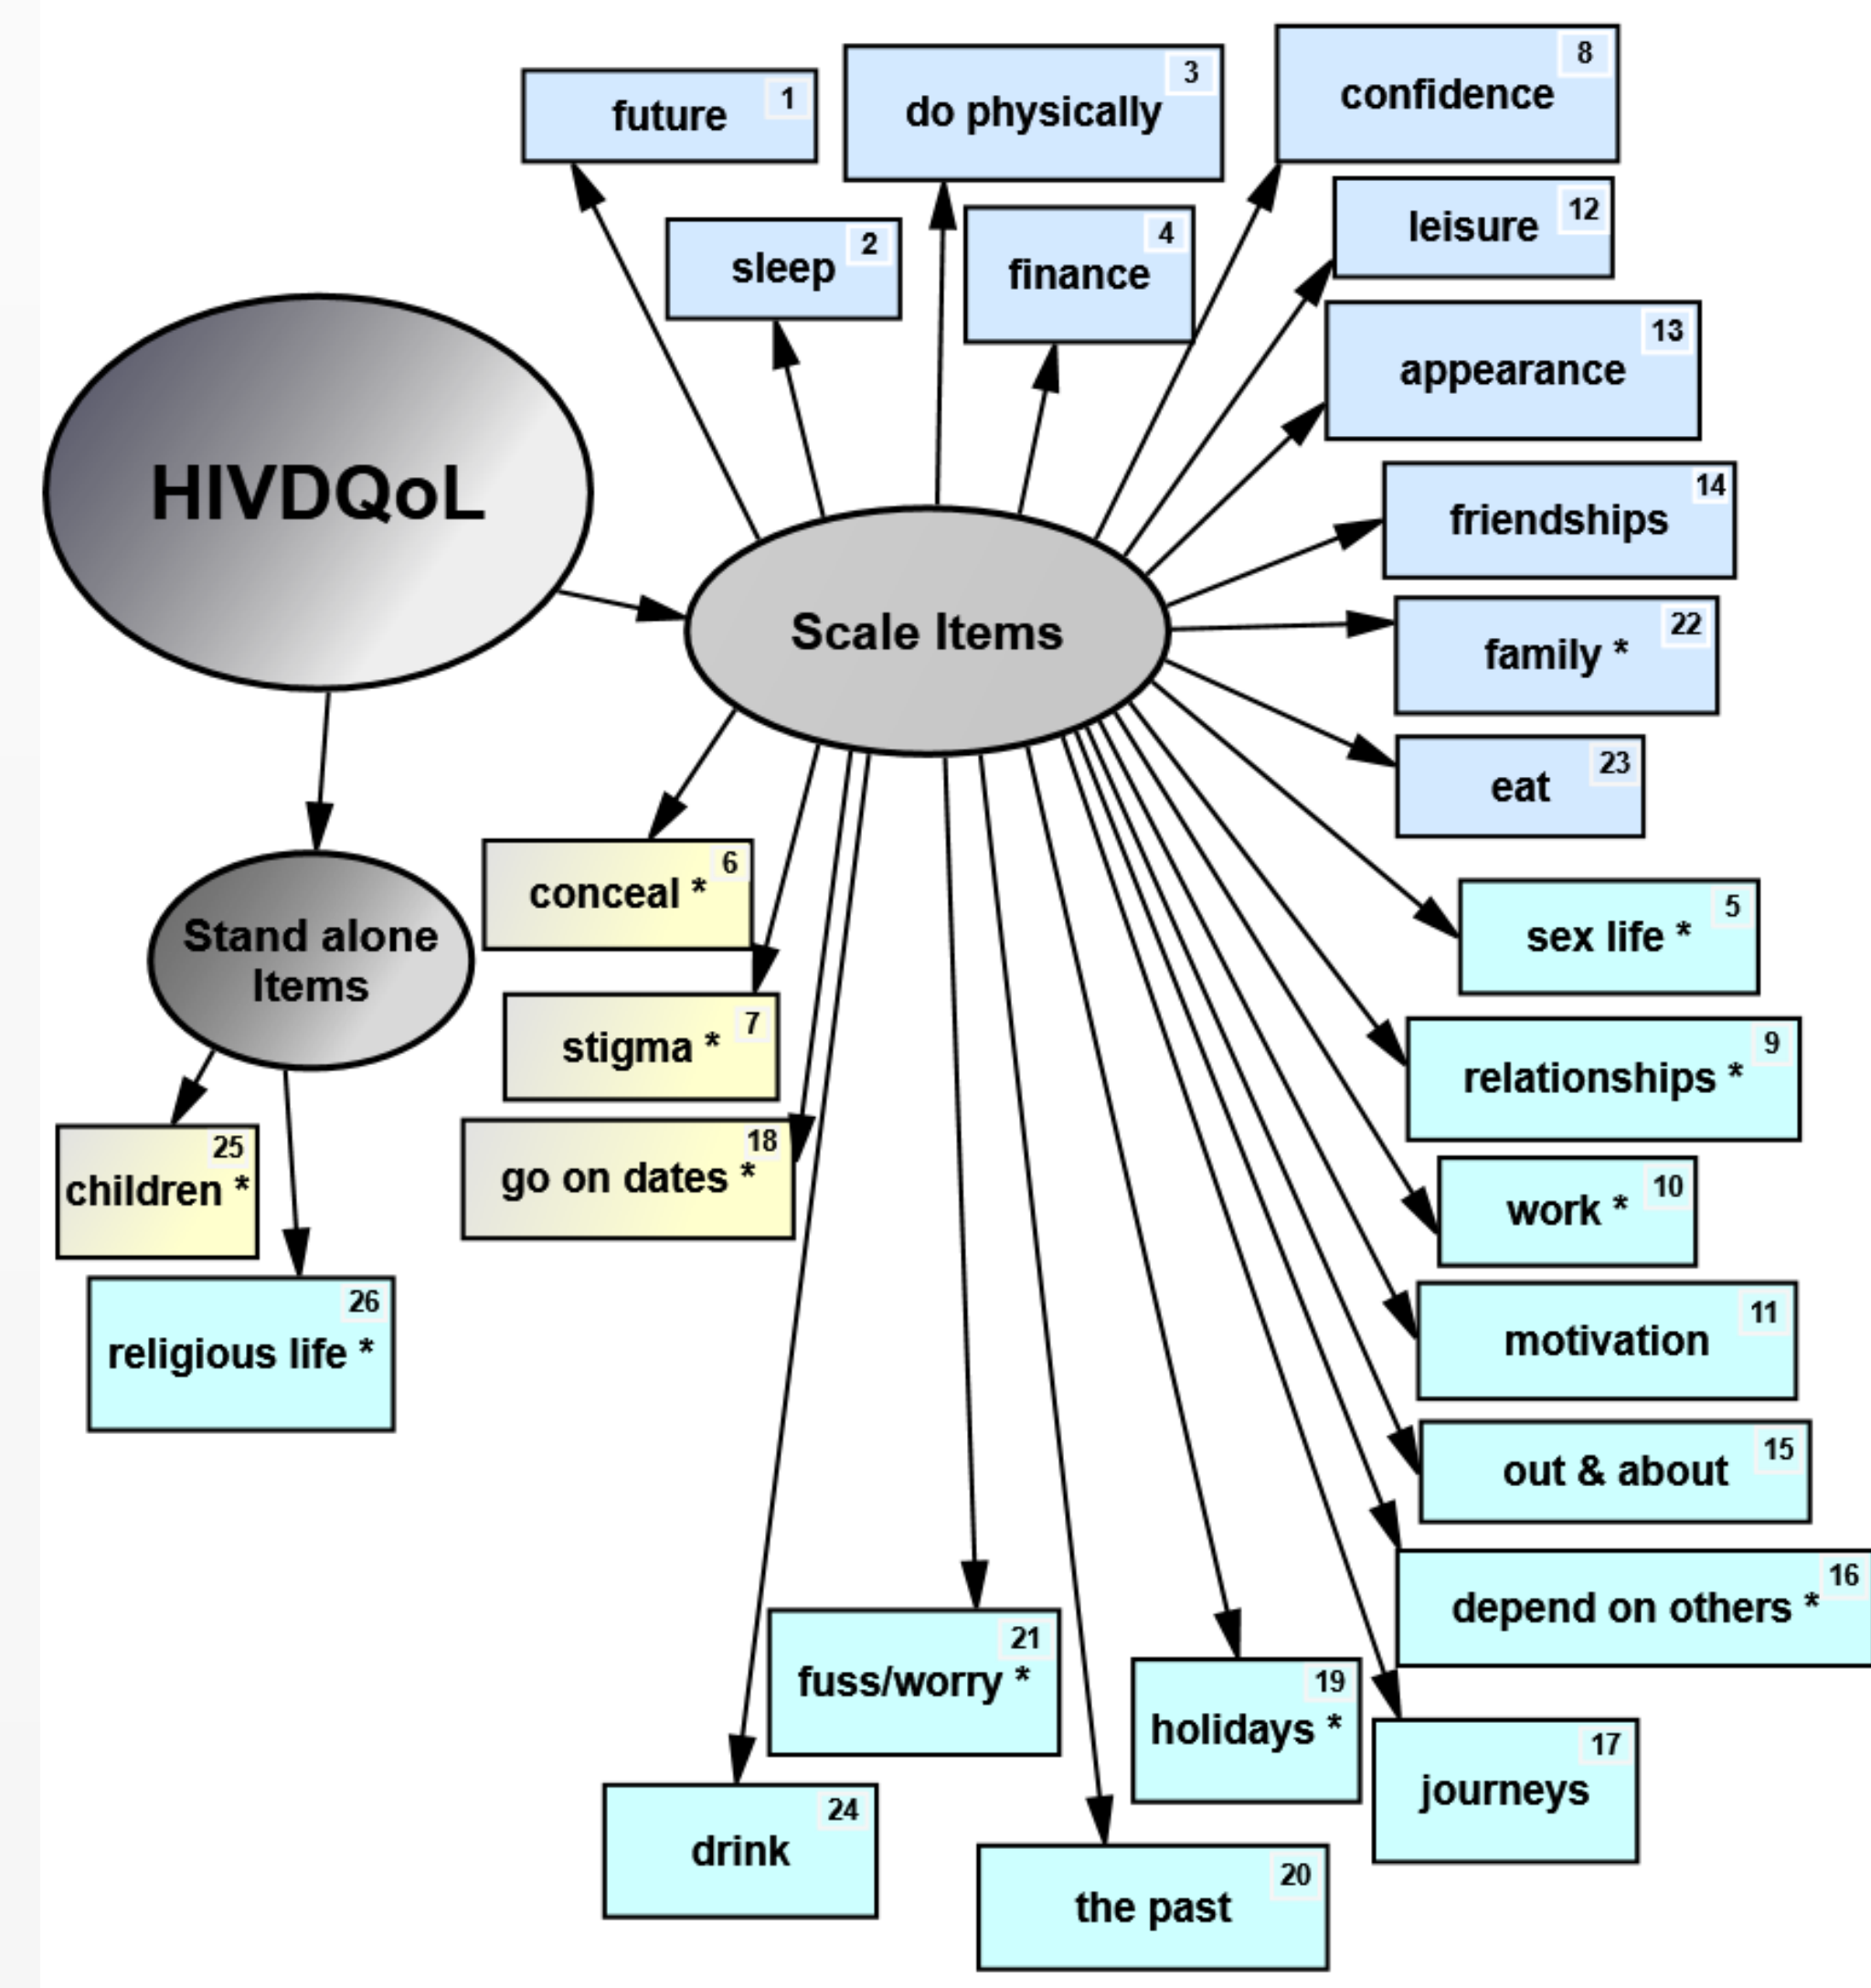 HIVDQoL
Scale Items
Stand alone
Items
future 1
sleep 2
do physically 3
finance 4
confidence 8
leisure 12
appearance 13
friendships 14
family * 22
eat 23
sex life * 5
relationships * 9
work * 10
motivation 11
out & about 15
depend on others * 16
journeys 17
holidays * 19
the past 20
fuss/worry * 21
drink 24
conceal * 6
stigma * 7
go on dates * 18
children * 25
religious life * 26